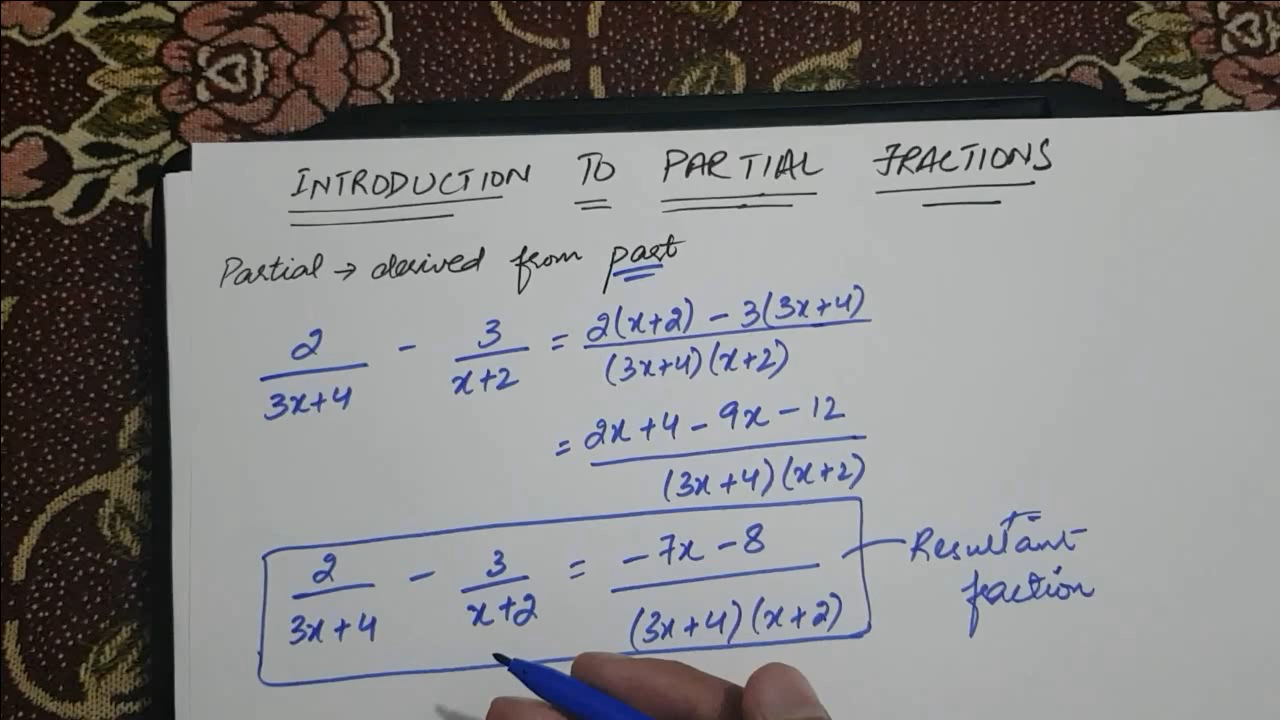 INTRODUCTION TO PARTIAL FRACTIONS
Partial → derived from part
2/(3x+4) - 3/(x+2) = (2(x+2) - 3(3x+4))/((3x+4)(x+2))
= (2x+4-9x-12)/((3x+4)(x+2))
2/(3x+4) - 3/(x+2) = (-7x-8)/((3x+4)(x+2)) — Resultant
fraction